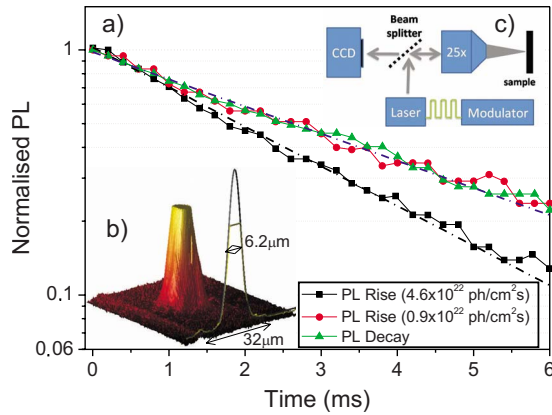 a)
c)
Beam
splitter
CCD
25x
sample
Laser
Modulator
Normalised PL
1
0.1
0.06
b)
6.2μm
32μm
PL Rise (4.6x10²² ph/cm²s)
PL Rise (0.9x10²² ph/cm²s)
PL Decay
0 1 2 3 4 5 6
Time (ms)